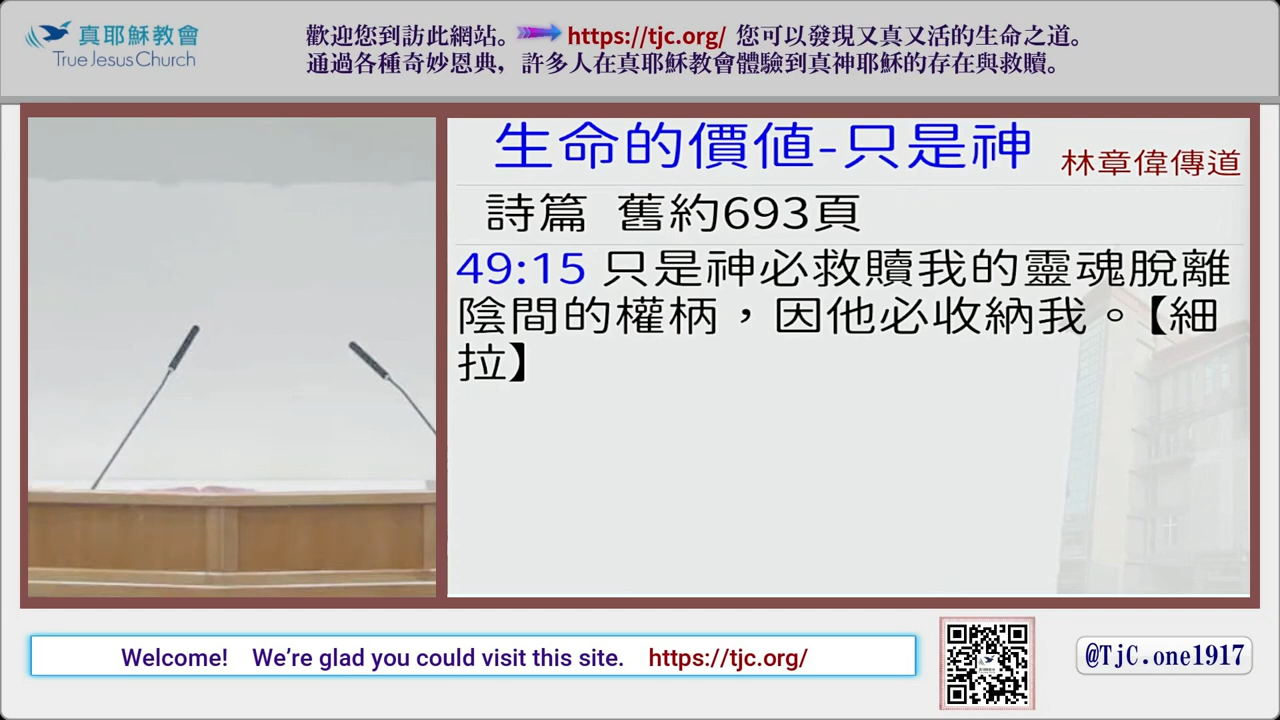 真耶穌教會
True Jesus Church
歡迎您到訪此網站。 https://tjc.org/ 您可以發現又真又活的生命之道。
通過各種奇妙恩典，許多人在真耶穌教會體驗到真神耶穌的存在與救贖。
生命的價值-只是神 林章偉傳道
詩篇 舊約693頁
49:15 只是神必救贖我的靈魂脫離
陰間的權柄，因他必收納我。【細
拉】
Welcome! We’re glad you could visit this site. https://tjc.org/
@TjC.one1917